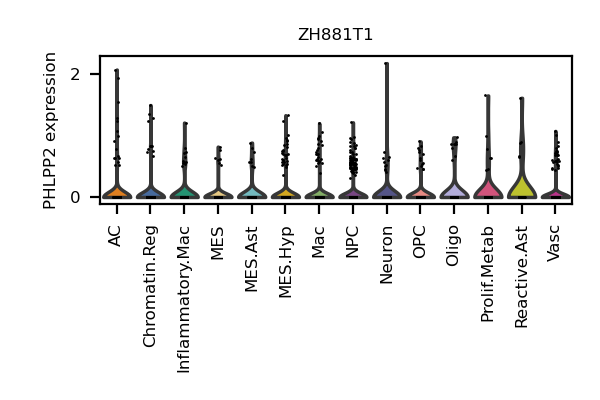 ZH881T1
PHLPP2 expression
2
0
AC
Chromatin.Reg
Inflammatory.Mac
MES
MES.Ast
MES.Hyp
Mac
NPC
Neuron
OPC
Oligo
Prolif.Metab
Reactive.Ast
Vasc